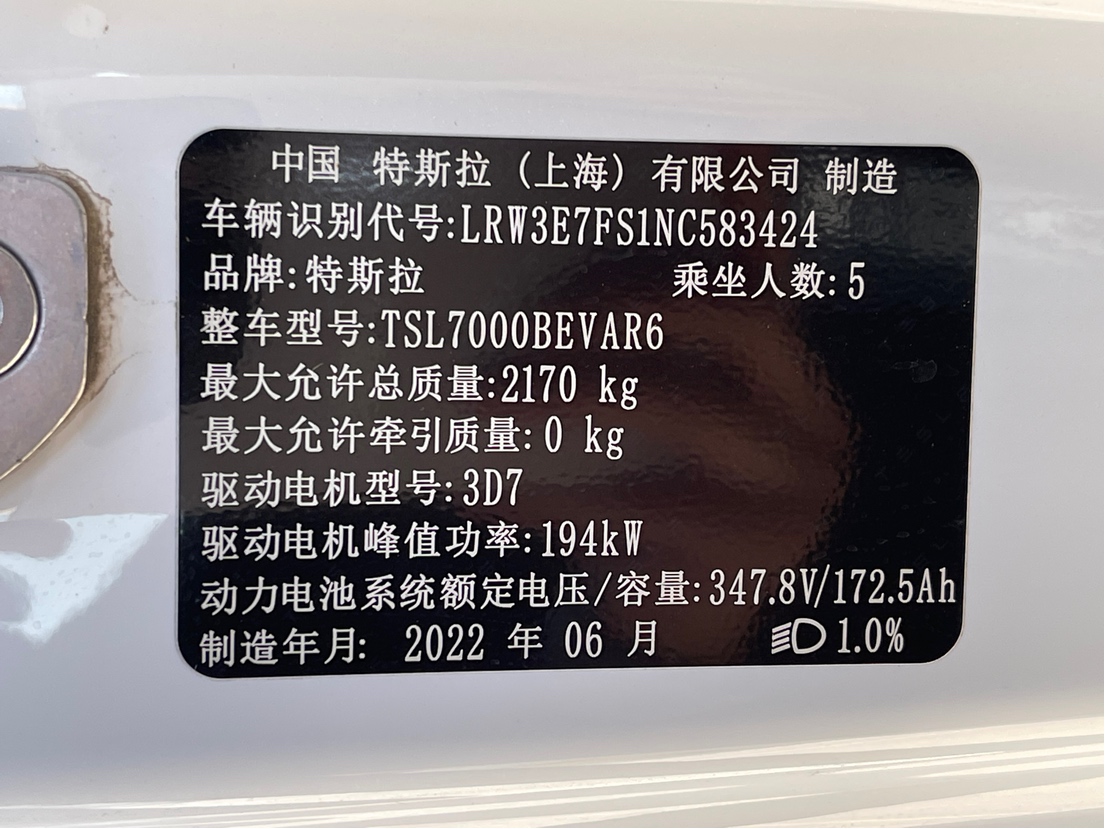 中国 特斯拉（上海）有限公司 制造
车辆识别代号:LRW3E7FS1NC583424
品牌:特斯拉 乘坐人数:5
整车型号:TSL7000BEVAR6
最大允许总质量:2170 kg
最大允许牵引质量:0 kg
驱动电机型号:3D7
驱动电机峰值功率:194kW
动力电池系统额定电压/容量:347.8V/172.5Ah
制造年月: 2022 年 06 月 1.0%